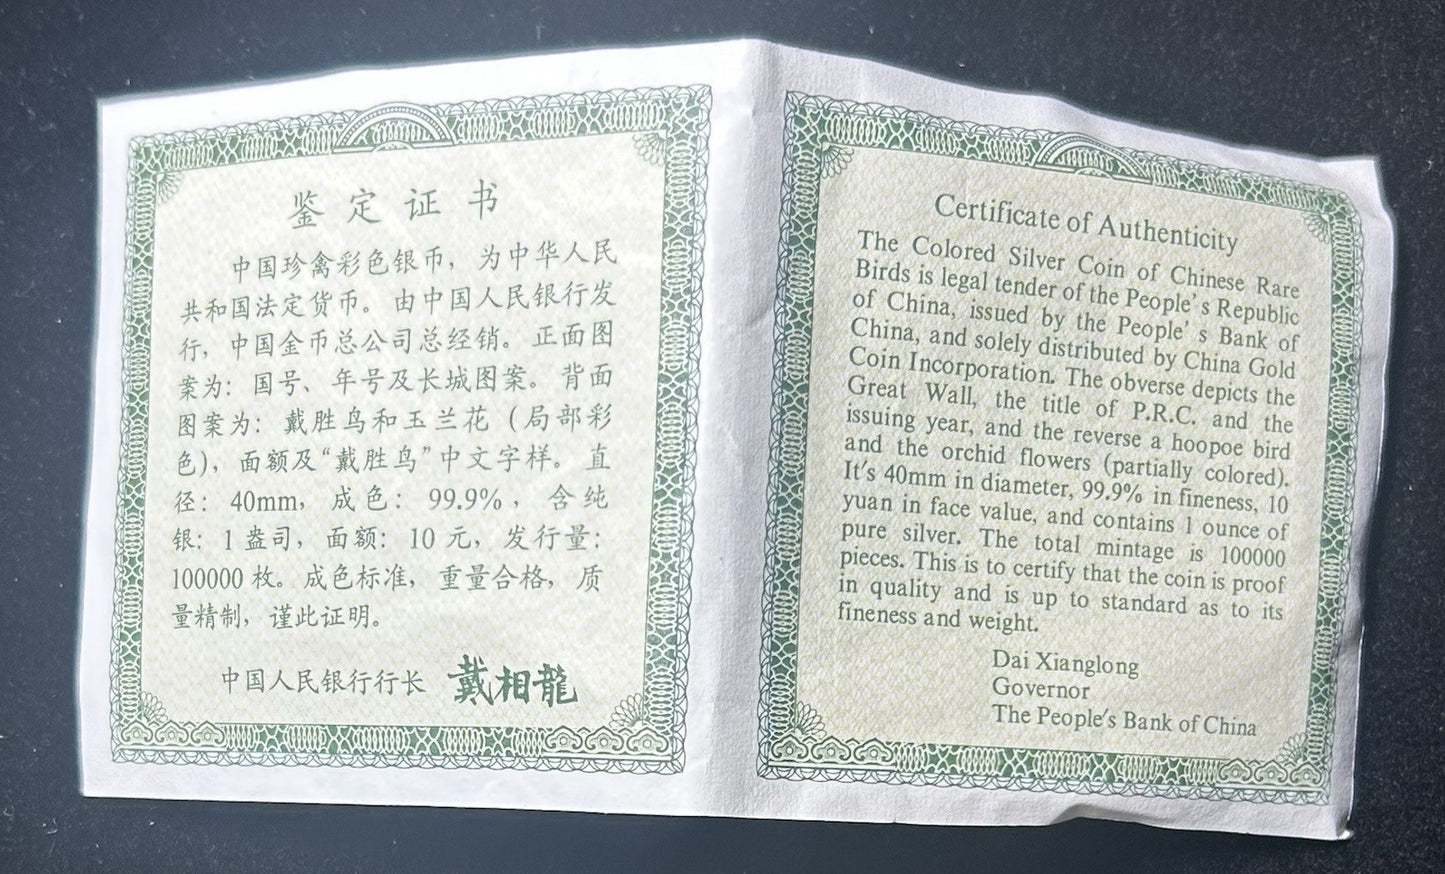 鉴定证书
中国珍禽彩色银币，为中华人民
共和国法定货币。由中国人民银行发
行，中国金币总公司总经销。正面图
案为：国号、年号及长城图案。背面
图案为：戴胜鸟和玉兰花（局部彩
色），面额及“戴胜鸟”中文字样。直
径：40mm，成色：99.9%，含纯
银：1盎司，面额：10元，发行量：
100000枚。成色标准，重量合格，质
量精制，谨此证明。
中国人民银行行长 戴相龍
Certificate of Authenticity
The Colored Silver Coin of Chinese Rare
Birds is legal tender of the People's Republic
of China, issued by the People's Bank of
China, and solely distributed by China Gold
Coin Incorporation. The obverse depicts the
Great Wall, the title of P.R.C. and the
issuing year, and the reverse a hoopoe bird
and the orchid flowers (partially colored).
It's 40mm in diameter, 99.9% in fineness, 10
yuan in face value, and contains 1 ounce of
pure silver. The total mintage is 100000
pieces. This is to certify that the coin is proof
in quality and is up to standard as to its
fineness and weight.
Dai Xianglong
Governor
The People's Bank of China